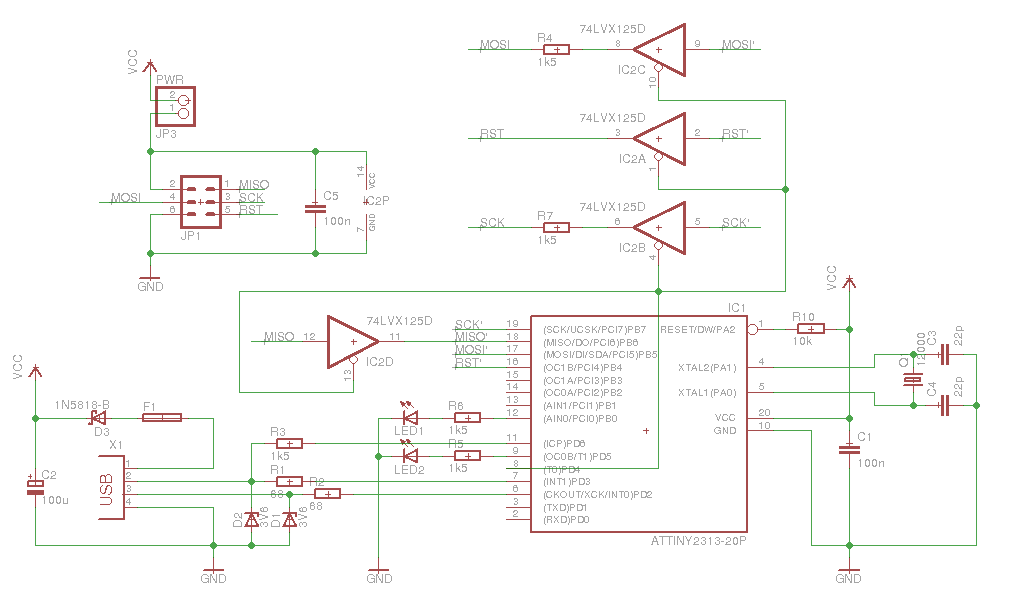 74LVX125D
MOSI R4 8 9 MOSI'
1k5 IC2C
10
VCC
PWR
2
1
JP3
74LVX125D
RST 3 2 RST'
IC2A
1
14 VCC
2 1 MISO
MOSI 4 3 SCK
6 5 RST
JP1
C5
100n
IC2P
7 GND
GND
74LVX125D
SCK R7 6 5 SCK'
1k5 IC2B
4
VCC
74LVX125D
MISO 12 11
IC2D
13
IC1
SCK' 19 (SCK/UCSK/PCI7)PB7 RESET/DW/PA2 1 R10
10k
MISO' 18 (MISO/DO/PCI6)PB6
MOSI' 17 (MOSI/DI/SDA/PCI5)PB5
RST' 16 (OC1B/PCI4)PB4 XTAL2(PA1) 4
15 (OC1A/PCI3)PB3
14 (OC0A/PCI2)PB2 XTAL1(PA0) 5
13 (AIN1/PCI1)PB1
12 (AIN0/PCI0)PB0 VCC 20
GND 10
11 (ICP)PD6
9 (OC0B/T1)PD5
8 (T0)PD4
7 (INT1)PD3
6 (CKOUT/XCK/INT0)PD2
3 (TXD)PD1
2 (RXD)PD0
ATTINY2313-20P
C3 22p
C4 22p
C1
100n
GND
VCC
1N5818-B F1
D3
X1
C2
100u
USB
1
2
3
4
R3
1k5
R1
68
R2
68
D2 3V6
D1 3V6
GND
LED1 R6
1k5
LED2 R5
1k5
GND